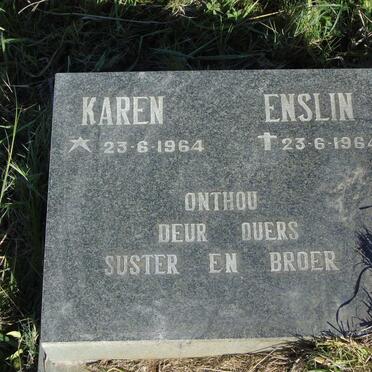 KAREN ENSLIN
☆ 23-6-1964 ✝ 23-6-1964
ONTHOU
DEUR OUERS
SUSTER EN BROER